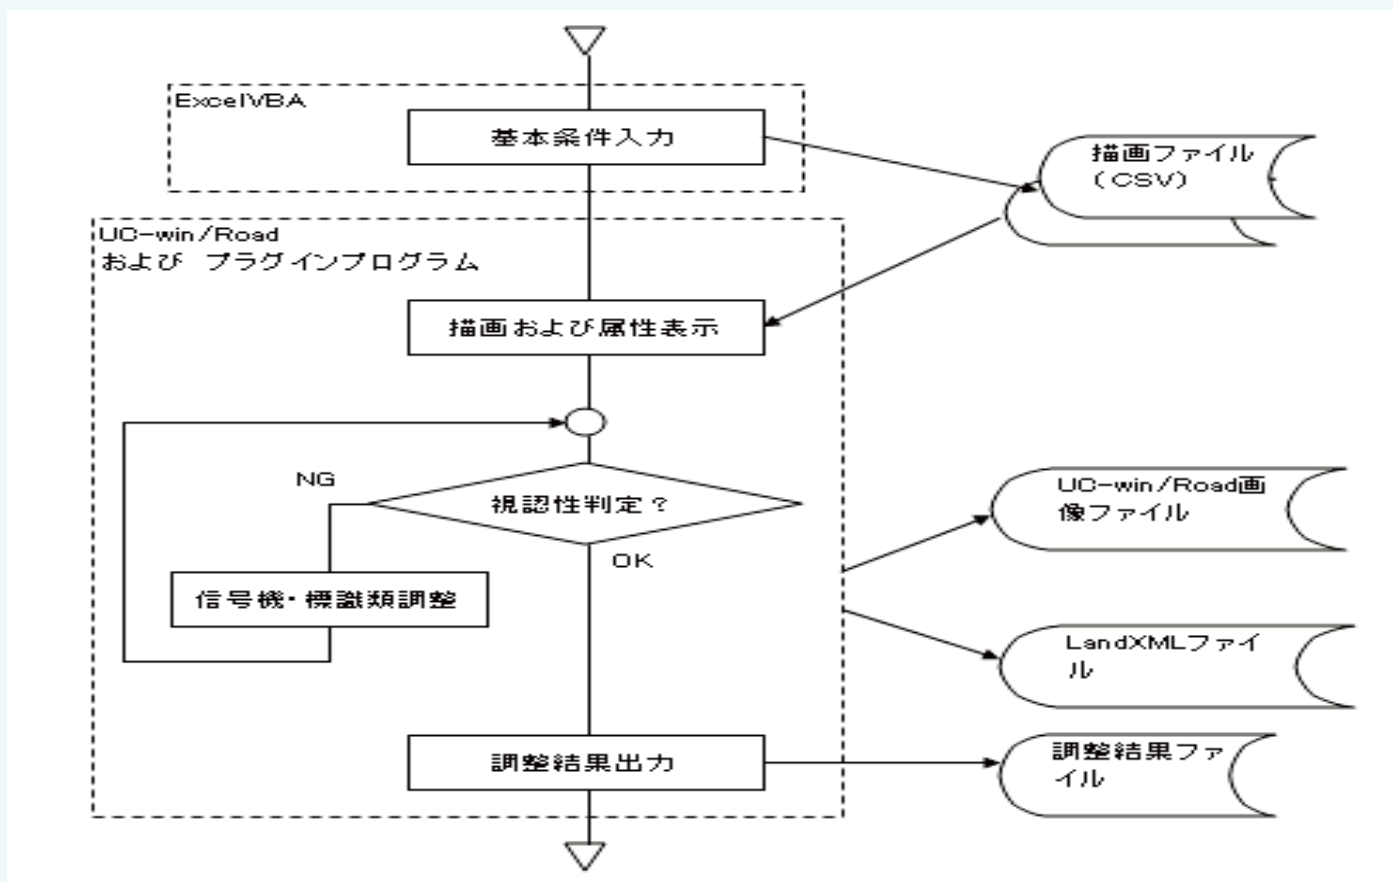 ExcelVBA
基本条件入力
描画ファイル
(CSV)
UC-win/Road
および プラグインプログラム
描画および属性表示
NG
視認性判定?
OK
UC-win/Road画
像ファイル
信号機・標識類調整
LandXMLファイ
ル
調整結果出力
調整結果ファ
イル